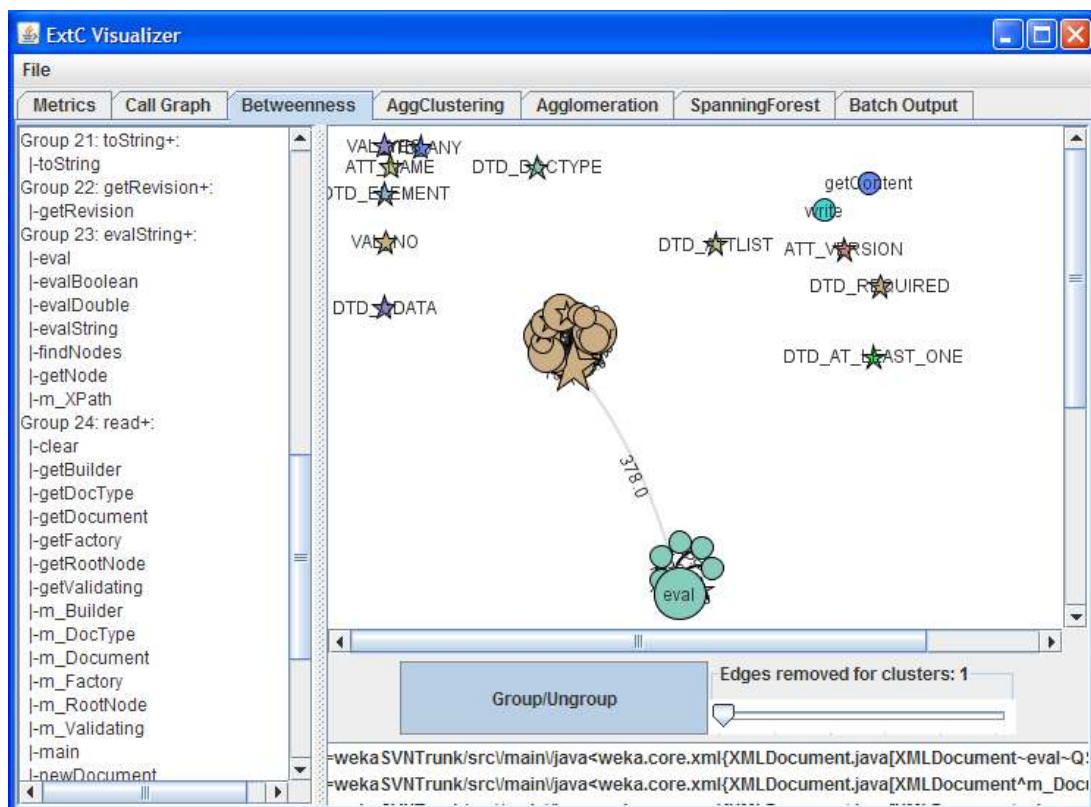 ExtC Visualizer
File
Metrics
Call Graph
Betweenness
AggClustering
Agglomeration
SpanningForest
Batch Output
Group 21: toString+:
|-toString
Group 22: getRevision+:
|-getRevision
Group 23: evalString+:
|-eval
|-evalBoolean
|-evalDouble
|-evalString
|-findNodes
|-getNode
|-m_XPath
Group 24: read+:
|-clear
|-getBuilder
|-getDocType
|-getDocument
|-getFactory
|-getRootNode
|-getValidating
|-m_Builder
|-m_DocType
|-m_Document
|-m_Factory
|-m_RootNode
|-m_Validating
|-main
|-newDocument
ATT_NAME
DTD_DOCTYPE
DTD_ELEMENT
getContent
write
DTD_ATTLIST
ATT_VERSION
DTD_REQUIRED
DTD_AT_LEAST_ONE
378.0
eval
Group/Ungroup
Edges removed for clusters: 1
=wekaSVNTrunk/src\/main\/java<weka.core.xml{XMLDocument.java[XMLDocument~eval~Q:
=wekaSVNTrunk/src\/main\/java<weka.core.xml{XMLDocument.java[XMLDocument^m_Docu